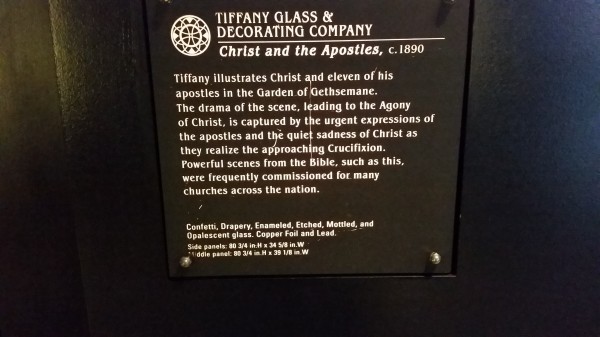 TIFFANY GLASS &
DECORATING COMPANY
Christ and the Apostles, c.1890
Tiffany illustrates Christ and eleven of his
apostles in the Garden of Gethsemane.
The drama of the scene, leading to the Agony
of Christ, is captured by the urgent expressions of
the apostles and the quiet sadness of Christ as
they realize the approaching Crucifixion.
Powerful scenes from the Bible, such as this,
were frequently commissioned for many
churches across the nation.
Confetti, Drapery, Enameled, Etched, Mottled, and
Opalescent glass. Copper Foil and Lead.
Side panels: 80 3/4 in.H x 34 5/8 in.W
Middle panel: 80 3/4 in.H x 39 1/8 in.W